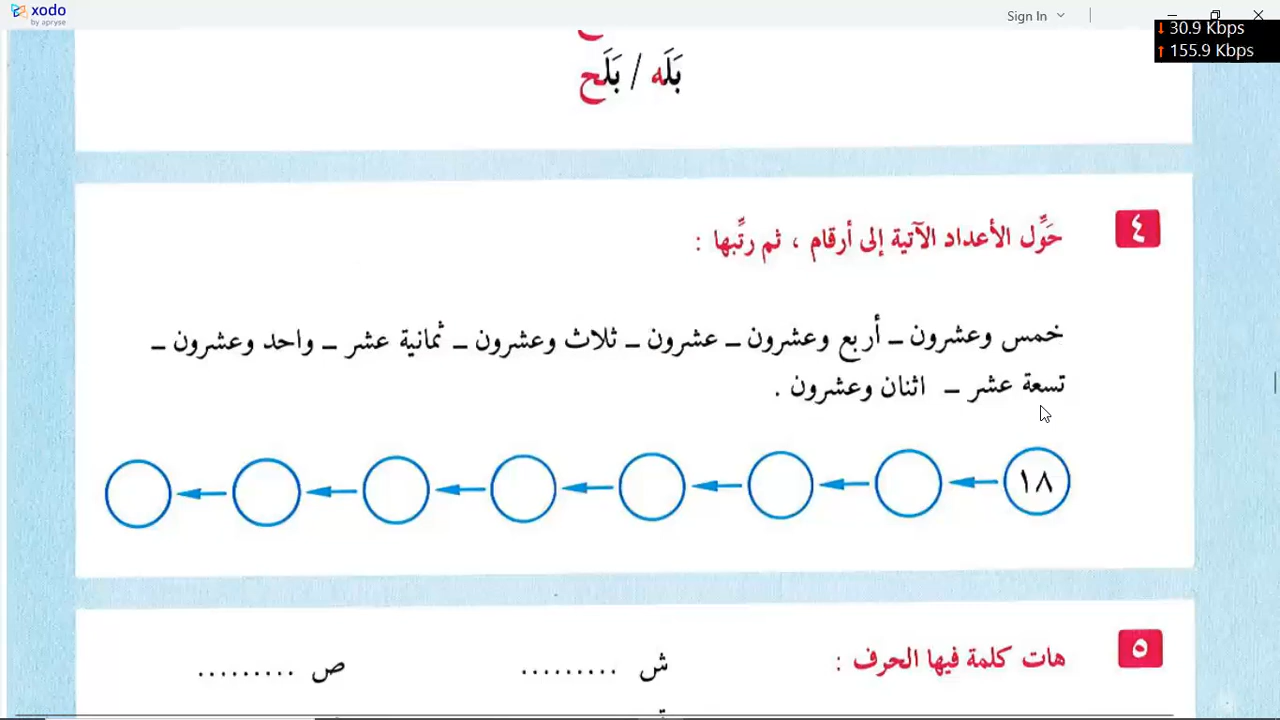 xodo
by apryse
Sign In
↓ 30.9 Kbps
↑ 155.9 Kbps
بَلَه / بَلَح
٤
حَوِّل الأعداد الآتية إلى أرقام ، ثم رتِّبها :
خمس وعشرون – أربع وعشرون – عشرون – ثلاث وعشرون – ثمانية عشر – واحد وعشرون –
تسعة عشر – اثنان وعشرون .
١٨
٥
هات كلمة فيها الحرف :
ش .........
ص .........